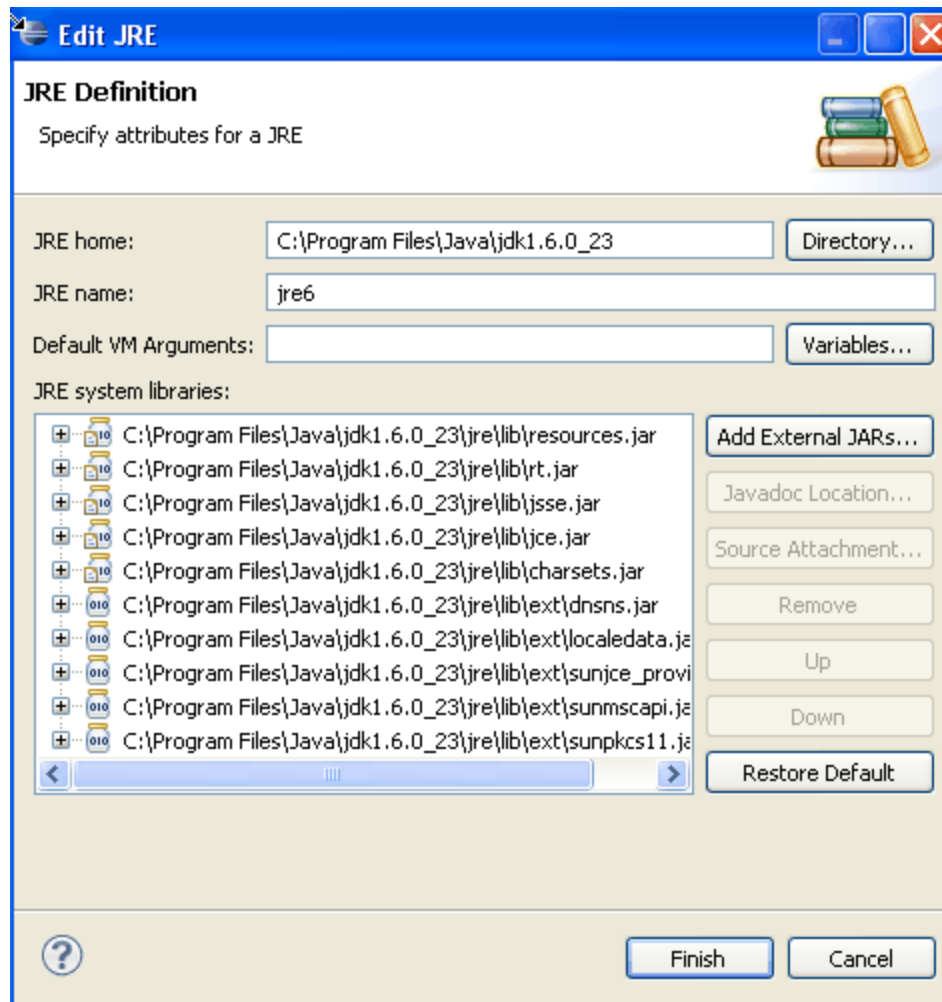 Edit JRE
JRE Definition
Specify attributes for a JRE
JRE home: C:\Program Files\Java\jdk1.6.0_23 Directory...
JRE name: jre6
Default VM Arguments: Variables...
JRE system libraries:
C:\Program Files\Java\jdk1.6.0_23\jre\lib\resources.jar
C:\Program Files\Java\jdk1.6.0_23\jre\lib\rt.jar
C:\Program Files\Java\jdk1.6.0_23\jre\lib\jsse.jar
C:\Program Files\Java\jdk1.6.0_23\jre\lib\jce.jar
C:\Program Files\Java\jdk1.6.0_23\jre\lib\charsets.jar
C:\Program Files\Java\jdk1.6.0_23\jre\lib\ext\dnsns.jar
C:\Program Files\Java\jdk1.6.0_23\jre\lib\ext\localedata.ja
C:\Program Files\Java\jdk1.6.0_23\jre\lib\ext\sunjce_provi
C:\Program Files\Java\jdk1.6.0_23\jre\lib\ext\sunmscapi.ja
C:\Program Files\Java\jdk1.6.0_23\jre\lib\ext\sunpkcs11.ja
Add External JARs...
Javadoc Location...
Source Attachment...
Remove
Up
Down
Restore Default
? Finish Cancel